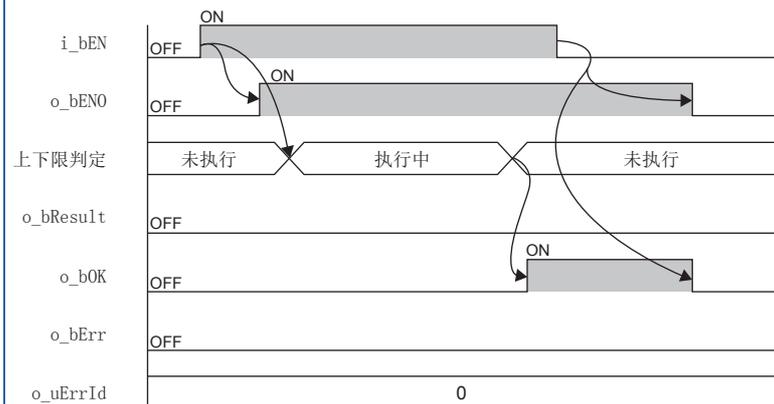 ON
i_bEN
OFF
ON
o_bENO
OFF
上下限判定
未执行
执行中
未执行
o_bResult
OFF
ON
o_bOK
OFF
o_bErr
OFF
o_uErrId
0